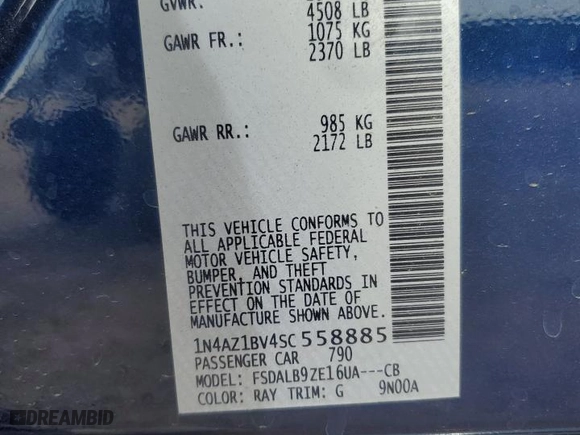 GVWR:
4508 LB
GAWR FR.: 1075 KG
2370 LB
GAWR RR.: 985 KG
2172 LB
THIS VEHICLE CONFORMS TO
ALL APPLICABLE FEDERAL
MOTOR VEHICLE SAFETY,
BUMPER, AND THEFT
PREVENTION STANDARDS IN
EFFECT ON THE DATE OF
MANUFACTURE SHOWN ABOVE.
1N4AZ1BV4SC 558885
PASSENGER CAR 790
MODEL: FSDALB9ZE16UA---CB
COLOR: RAY TRIM: G 9N00A
DREAMBID